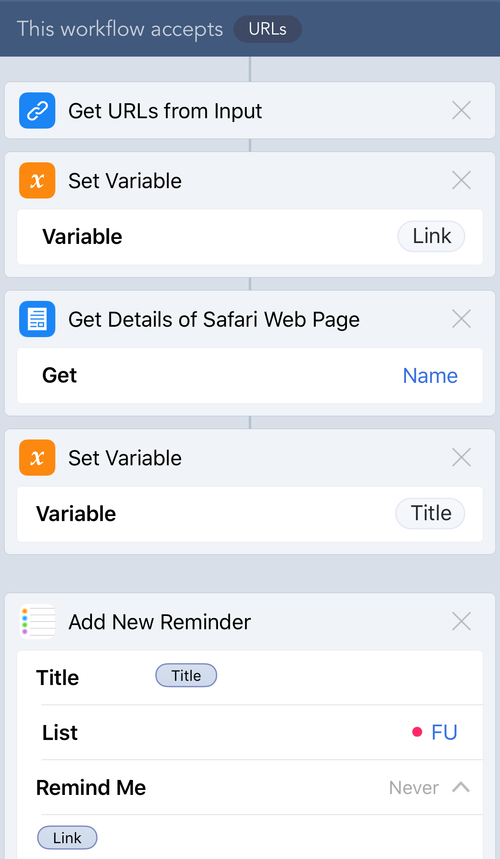 This workflow accepts URLs
Get URLs from Input
x Set Variable
Variable Link
Get Details of Safari Web Page
Get Name
x Set Variable
Variable Title
Add New Reminder
Title Title
List FU
Remind Me Never
Link